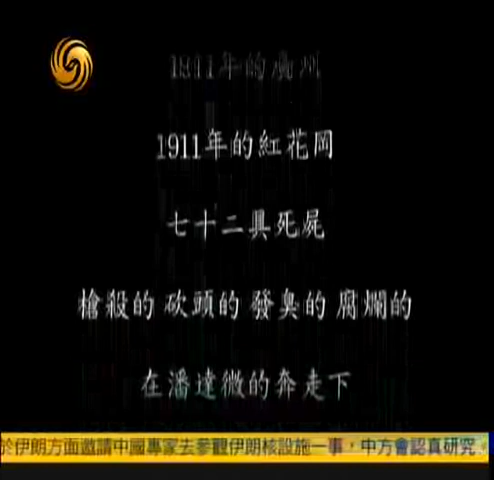 1911年的廣州
1911年的紅花岡
七十二具死屍
槍殺的 砍頭的 發臭的 腐爛的
在潘達微的奔走下
於伊朗方面邀請中國專家去參觀伊朗核設施一事，中方會認真研究。